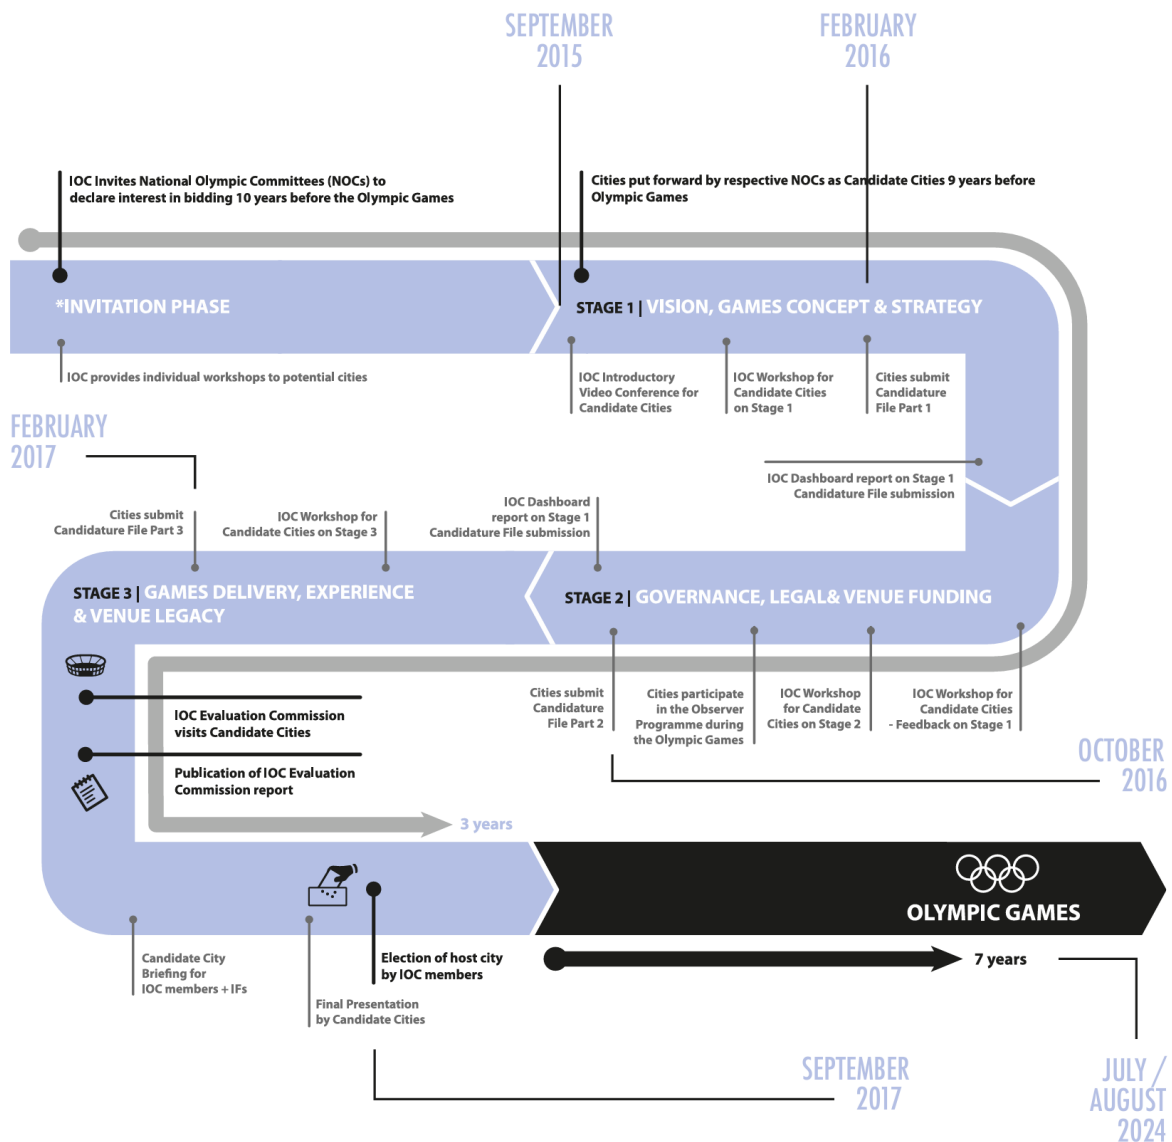 SEPTEMBER
2015
FEBRUARY
2016
IOC Invites National Olympic Committees (NOCs) to
declare interest in bidding 10 years before the Olympic Games
Cities put forward by respective NOCs as Candidate Cities 9 years before
Olympic Games
*INVITATION PHASE
STAGE 1 | VISION, GAMES CONCEPT & STRATEGY
IOC provides individual workshops to potential cities
IOC Introductory
Video Conference for
Candidate Cities
IOC Workshop for
Candidate Cities
on Stage 1
Cities submit
Candidature
File Part 1
IOC Dashboard report on Stage 1
Candidature File submission
FEBRUARY
2017
Cities submit
Candidature File Part 3
IOC Workshop for
Candidate Cities on Stage 3
IOC Dashboard
report on Stage 1
Candidature File submission
STAGE 3 | GAMES DELIVERY, EXPERIENCE
& VENUE LEGACY
STAGE 2 | GOVERNANCE, LEGAL& VENUE FUNDING
Cities submit
Candidature
File Part 2
Cities participate
in the Observer
Programme during
the Olympic Games
IOC Workshop
for Candidate
Cities on Stage 2
IOC Workshop for
Candidate Cities
- Feedback on Stage 1
OCTOBER
2016
IOC Evaluation Commission
visits Candidate Cities
Publication of IOC Evaluation
Commission report
3 years
OLYMPIC GAMES
7 years
Candidate City
Briefing for
IOC members + IFs
Final Presentation
by Candidate Cities
Election of host city
by IOC members
SEPTEMBER
2017
JULY /
AUGUST
2024